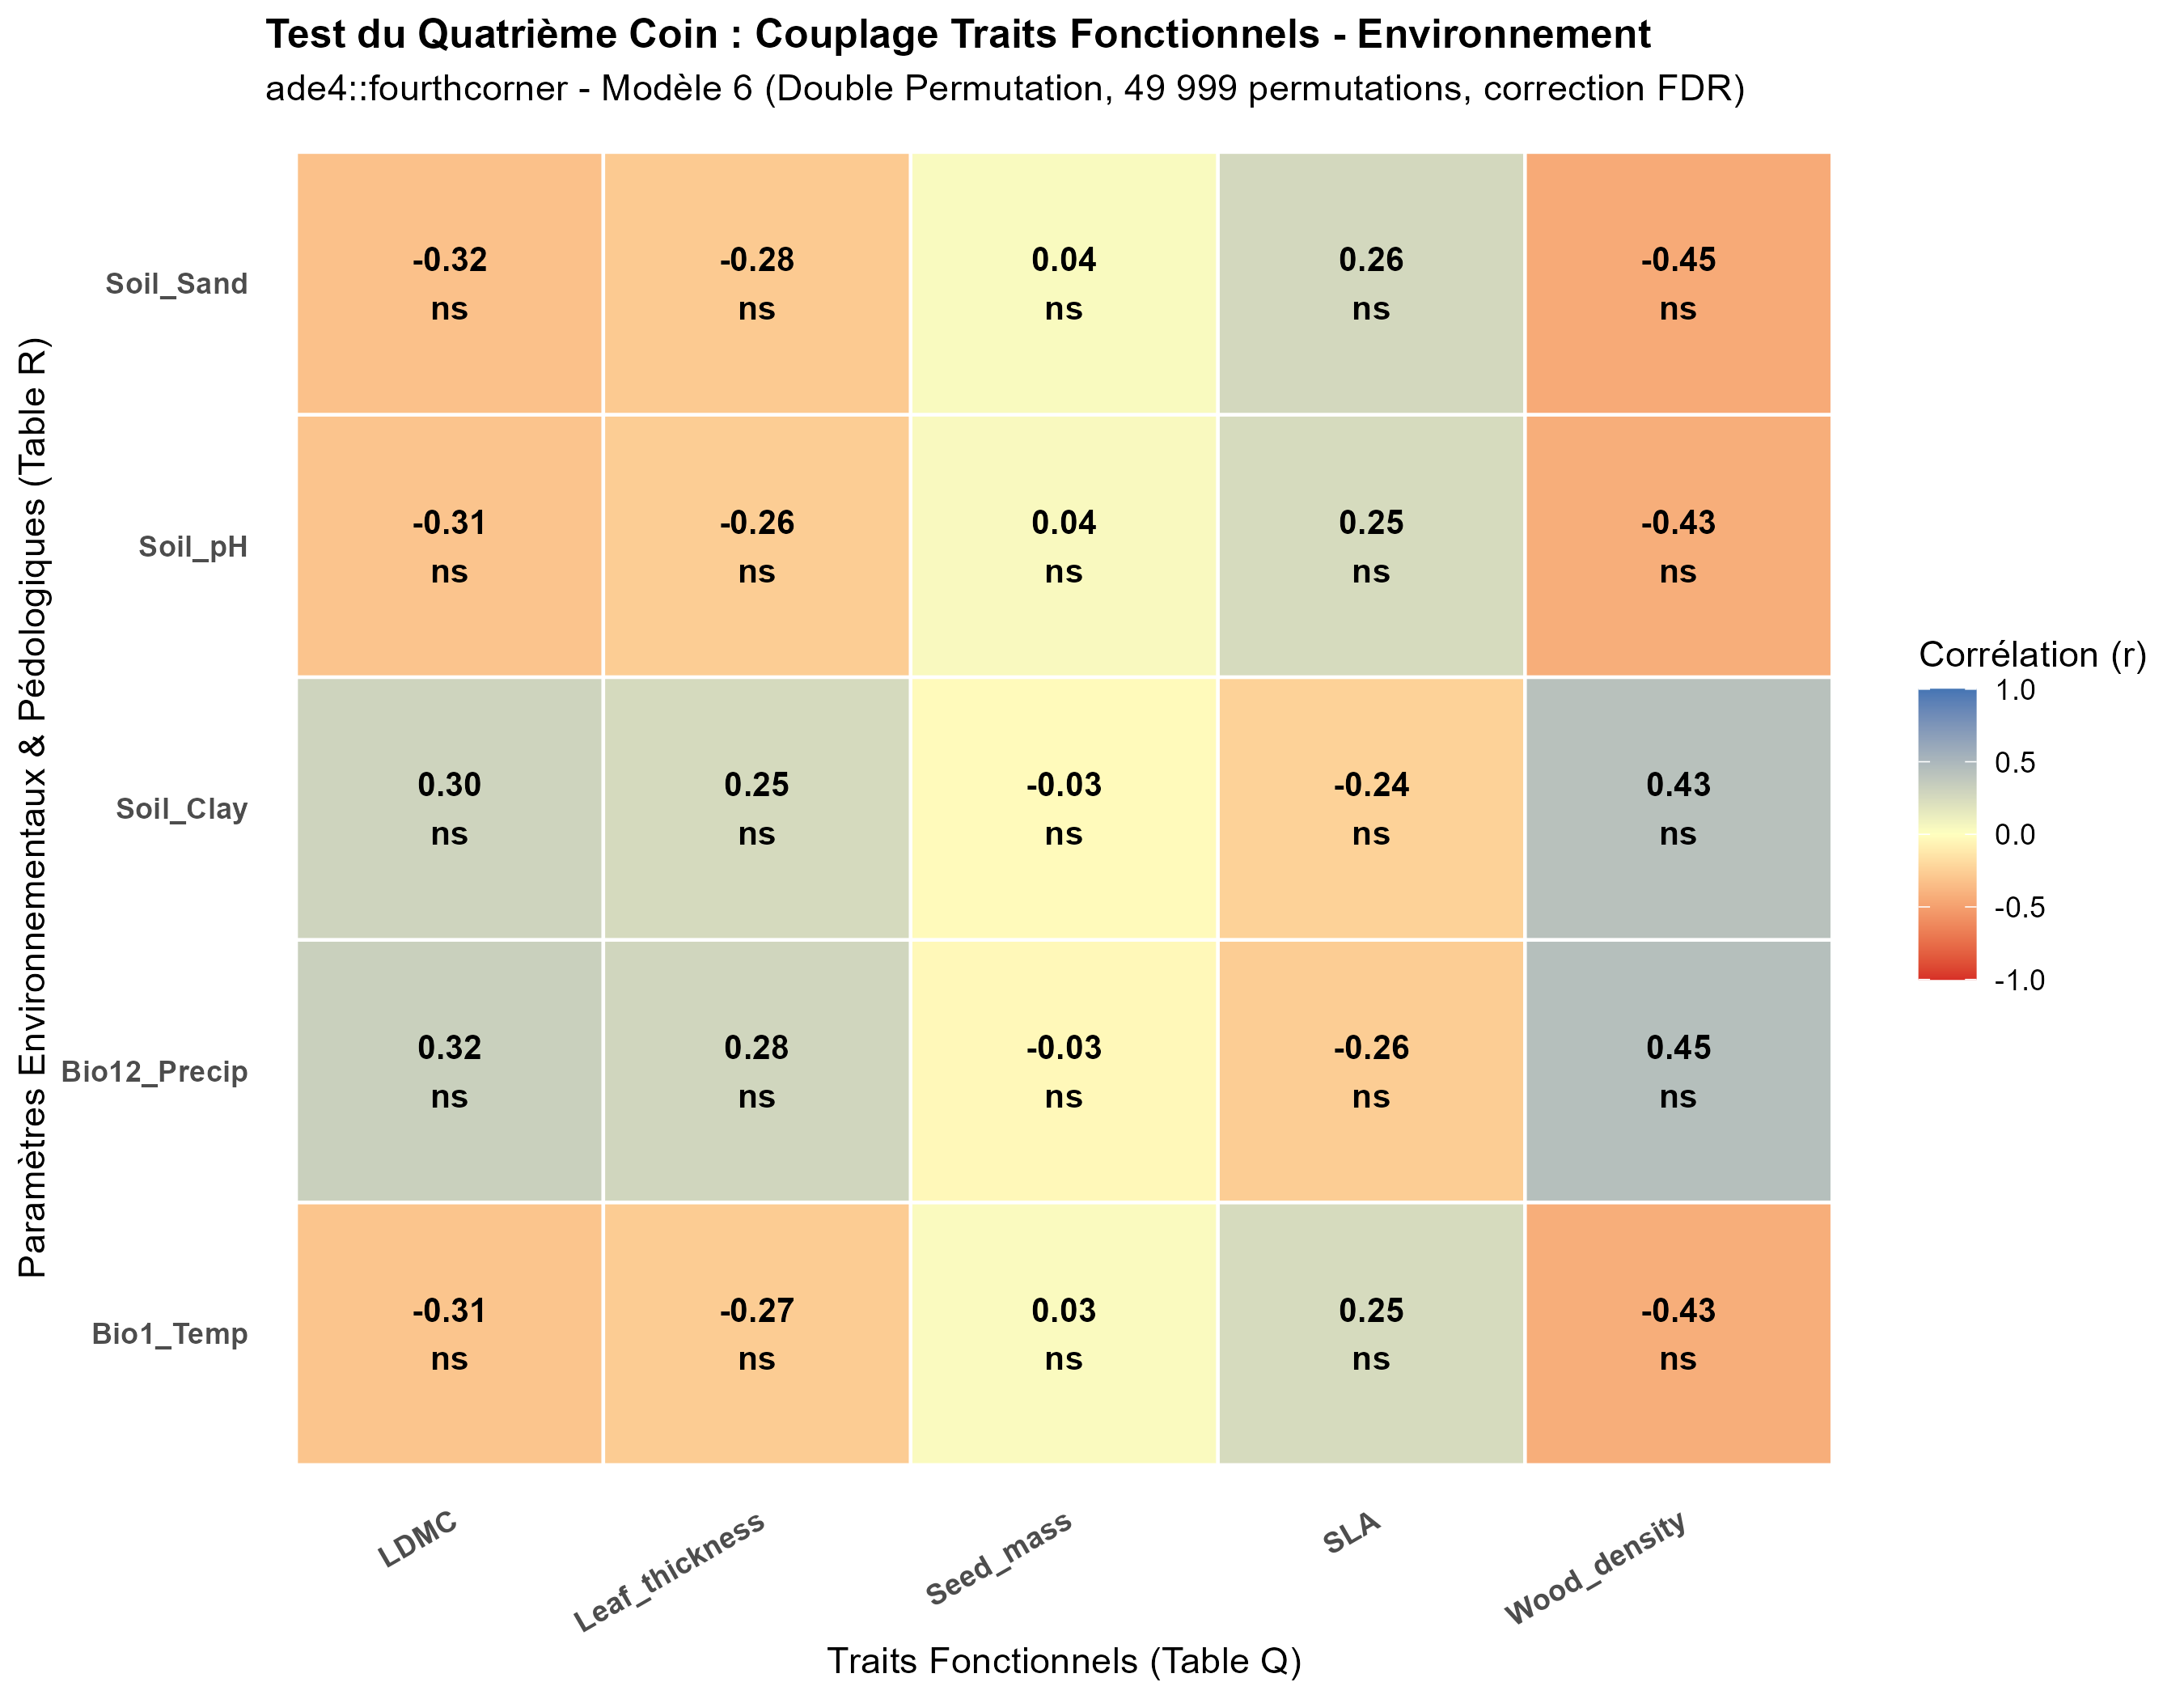 Test du Quatrième Coin : Couplage Traits Fonctionnels - Environnement
ade4::fourthcorner - Modèle 6 (Double Permutation, 49 999 permutations, correction FDR)
Paramètres Environnementaux & Pédologiques (Table R)
Soil_Sand
-0.32
ns
-0.28
ns
0.04
ns
0.26
ns
-0.45
ns
Soil_pH
-0.31
ns
-0.26
ns
0.04
ns
0.25
ns
-0.43
ns
Soil_Clay
0.30
ns
0.25
ns
-0.03
ns
-0.24
ns
0.43
ns
Bio12_Precip
0.32
ns
0.28
ns
-0.03
ns
-0.26
ns
0.45
ns
Bio1_Temp
-0.31
ns
-0.27
ns
0.03
ns
0.25
ns
-0.43
ns
LDMC
Leaf_thickness
Seed_mass
SLA
Wood_density
Traits Fonctionnels (Table Q)
Corrélation (r)
1.0
0.5
0.0
-0.5
-1.0